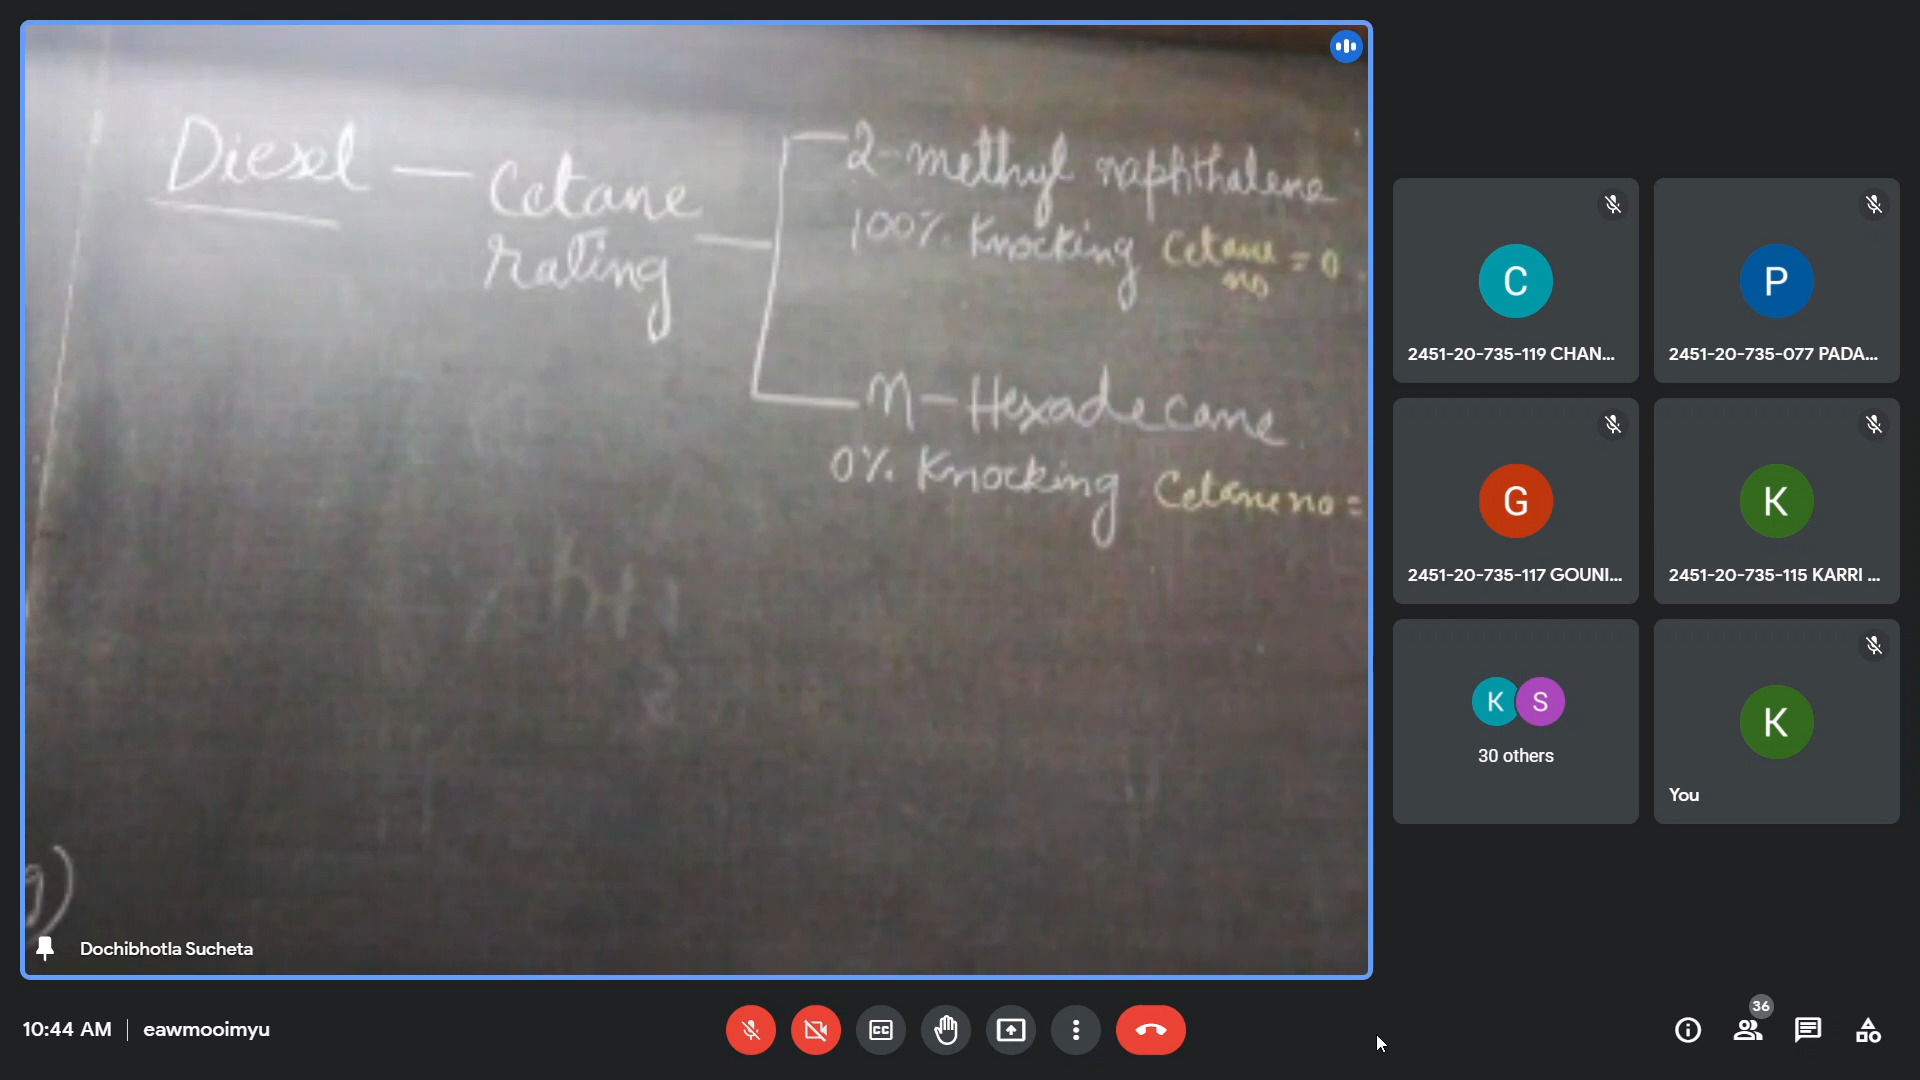 Diesel — Cetane rating
2-methyl naphthalene
100% Knocking Cetane no = 0
n-Hexadecane
0% Knocking Cetane no =
g)
Dochibhotla Sucheta
C
2451-20-735-119 CHAN...
P
2451-20-735-077 PADA...
G
2451-20-735-117 GOUNI...
K
2451-20-735-115 KARRI ...
K S
30 others
K
You
10:44 AM | eawmooimyu
CC
36